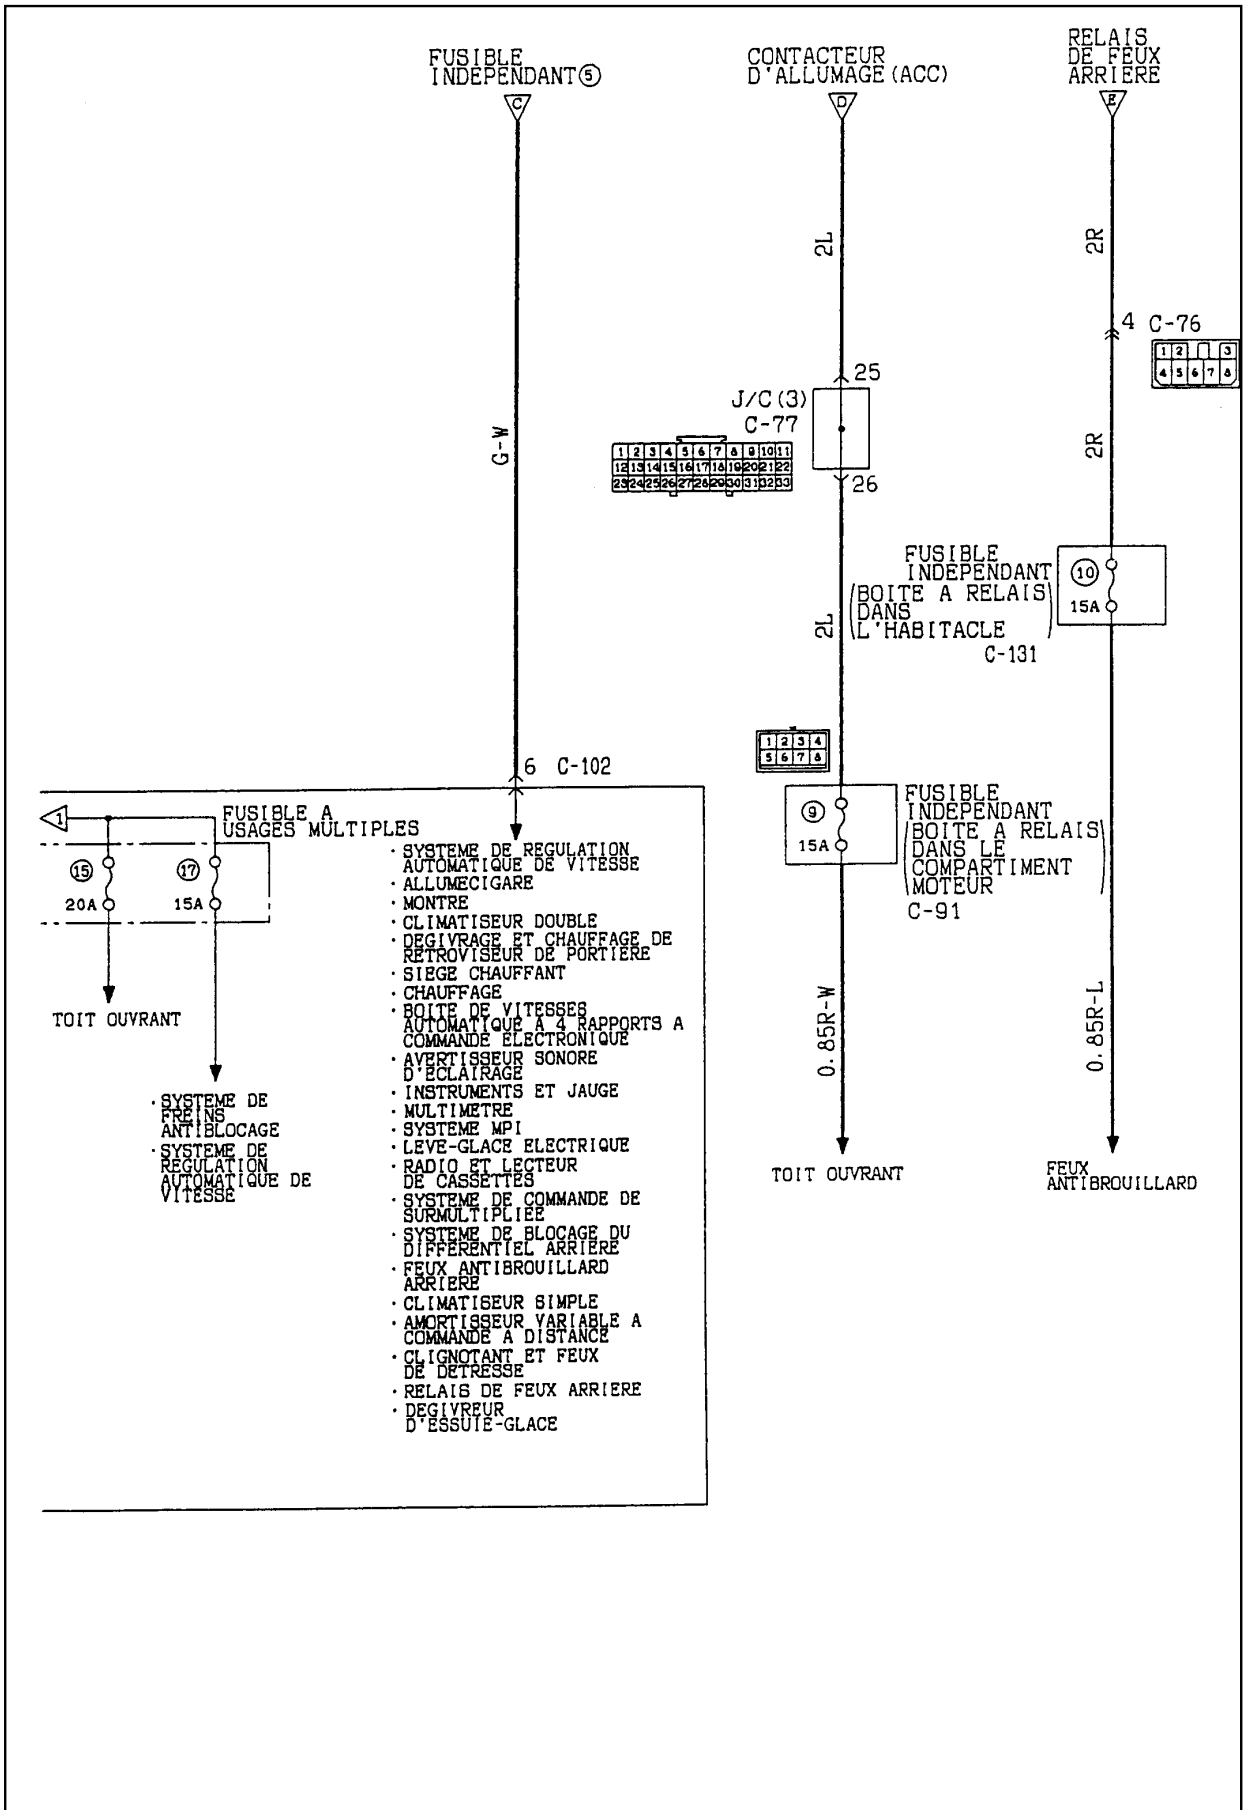 FUSIBLE
INDEPENDANT⑤
C
CONTACTEUR
D'ALLUMAGE (ACC)
D
RELAIS
DE FEUX
ARRIERE
E
2L
2R
4 C-76
1 2 3
4 5 6 7 8
25
J/C (3)
C-77
1 2 3 4 5 6 7 8 9 10 11
12 13 14 15 16 17 18 19 20 21 22
23 24 25 26 27 28 29 30 31 32 33
26
G-W
2R
2L
FUSIBLE
INDEPENDANT
(BOITE A RELAIS
DANS
L'HABITACLE)
C-131
⑩
15A
1 2 3 4
5 6 7 8
6 C-102
⑨
15A
FUSIBLE
INDEPENDANT
(BOITE A RELAIS
DANS LE
COMPARTIMENT
MOTEUR)
C-91
1
FUSIBLE A
USAGES MULTIPLES
⑮
20A
⑰
15A
TOIT OUVRANT
· SYSTEME DE
FREINS
ANTIBLOCAGE
· SYSTEME DE
REGULATION
AUTOMATIQUE DE
VITESSE
· SYSTEME DE REGULATION
AUTOMATIQUE DE VITESSE
· ALLUMECIGARE
· MONTRE
· CLIMATISEUR DOUBLE
· DEGIVRAGE ET CHAUFFAGE DE
RETROVISEUR DE PORTIERE
· SIEGE CHAUFFANT
· CHAUFFAGE
· BOITE DE VITESSES
AUTOMATIQUE A 4 RAPPORTS A
COMMANDE ELECTRONIQUE
· AVERTISSEUR SONORE
D'ECLAIRAGE
· INSTRUMENTS ET JAUGE
· MULTIMETRE
· SYSTEME MPI
· LEVE-GLACE ELECTRIQUE
· RADIO ET LECTEUR
DE CASSETTES
· SYSTEME DE COMMANDE DE
SURMULTIPLIEE
· SYSTEME DE BLOCAGE DU
DIFFERENTIEL ARRIERE
· FEUX ANTIBROUILLARD
ARRIERE
· CLIMATISEUR SIMPLE
· AMORTISSEUR VARIABLE A
COMMANDE A DISTANCE
· CLIGNOTANT ET FEUX
DE DETRESSE
· RELAIS DE FEUX ARRIERE
· DEGIVREUR
D'ESSUIE-GLACE
0.85R-W
TOIT OUVRANT
0.85R-L
FEUX
ANTIBROUILLARD